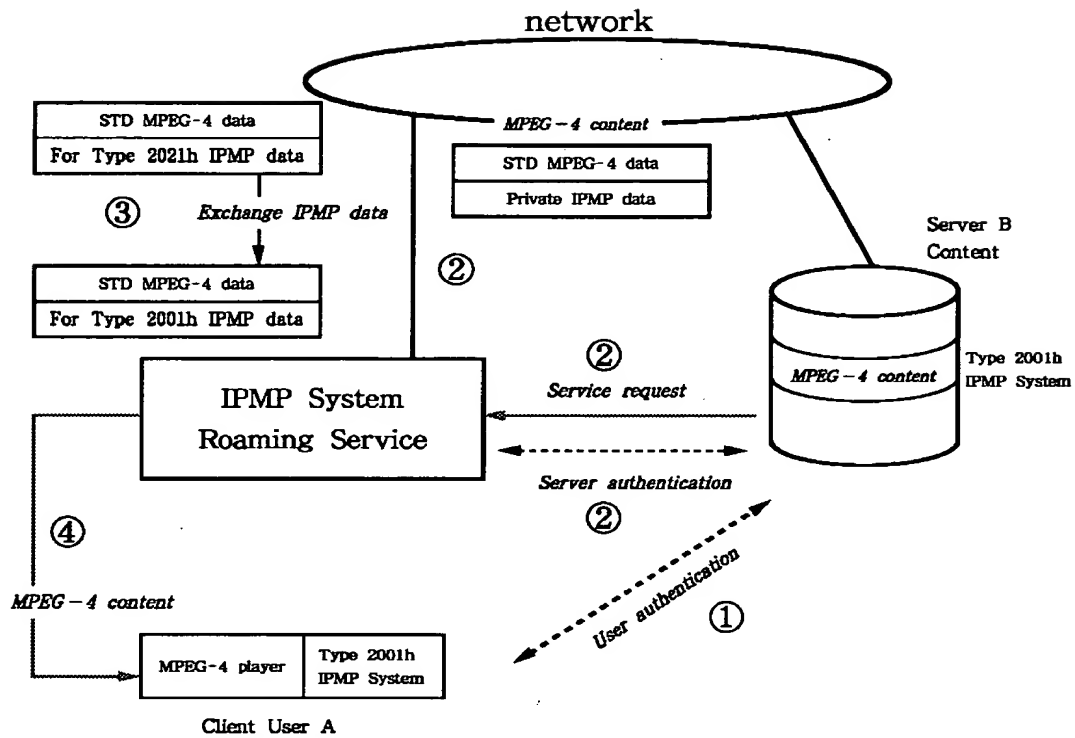 network
STD MPEG-4 data
For Type 2021h IPMP data
③
Exchange IPMP data
STD MPEG-4 data
For Type 2001h IPMP data
MPEG-4 content
STD MPEG-4 data
Private IPMP data
②
Server B
Content
MPEG-4 content
Type 2001h
IPMP System
IPMP System
Roaming Service
②
Service request
Server authentication
②
④
MPEG-4 content
User authentication
①
MPEG-4 player
Type 2001h
IPMP System
Client User A